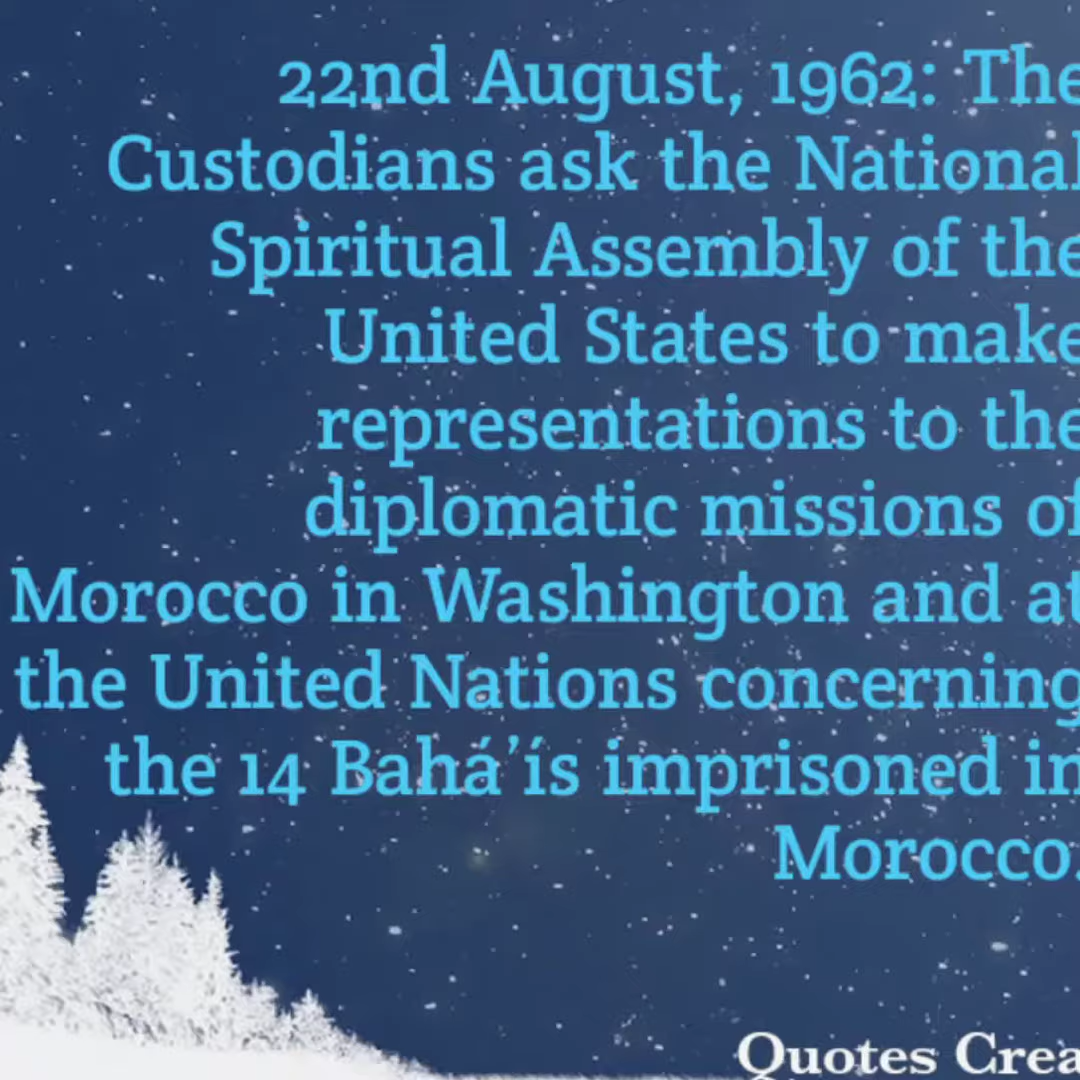 22nd August, 1962: The
Custodians ask the National
Spiritual Assembly of the
United States to make
representations to the
diplomatic missions of
Morocco in Washington and at
the United Nations concerning
the 14 Bahá’ís imprisoned in
Morocco.
Quotes Crea